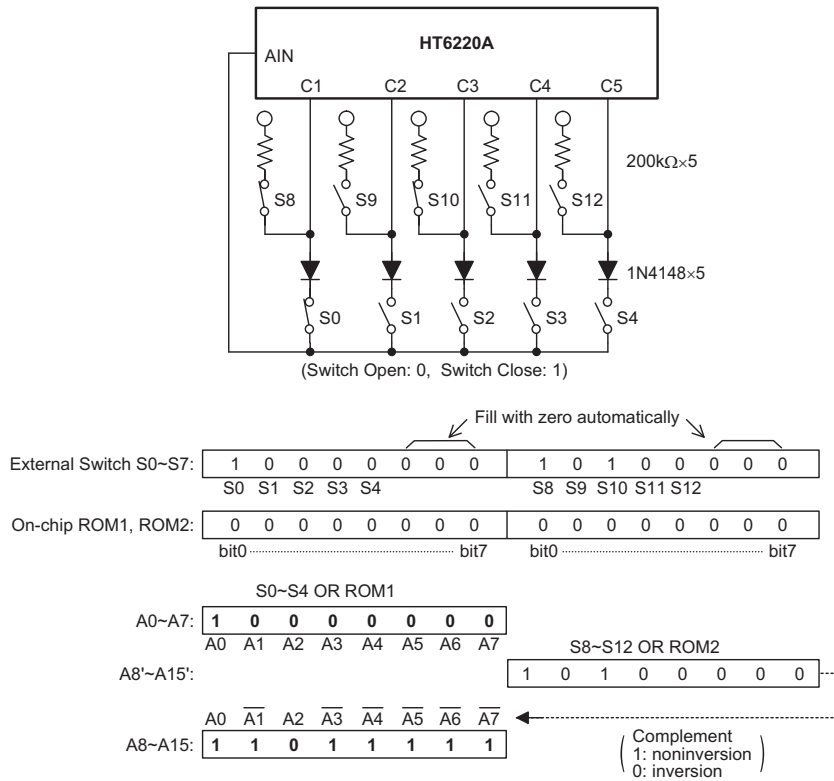 HT6220A
AIN
C1 C2 C3 C4 C5
200kΩ×5
S8 S9 S10 S11 S12
1N4148×5
S0 S1 S2 S3 S4
(Switch Open: 0, Switch Close: 1)
Fill with zero automatically
External Switch S0~S7: 1 0 0 0 0 0 0 0 1 0 1 0 0 0 0 0
S0 S1 S2 S3 S4 S8 S9 S10 S11 S12
On-chip ROM1, ROM2: 0 0 0 0 0 0 0 0 0 0 0 0 0 0 0 0
bit0 bit7 bit0 bit7
S0~S4 OR ROM1
A0~A7: 1 0 0 0 0 0 0 0
A0 A1 A2 A3 A4 A5 A6 A7
S8~S12 OR ROM2
A8'~A15': 1 0 1 0 0 0 0 0
A0 A̅1̅ A2 A̅3̅ A̅4̅ A̅5̅ A̅6̅ A̅7̅
Complement
1: noninversion
0: inversion
A8~A15: 1 1 0 1 1 1 1 1